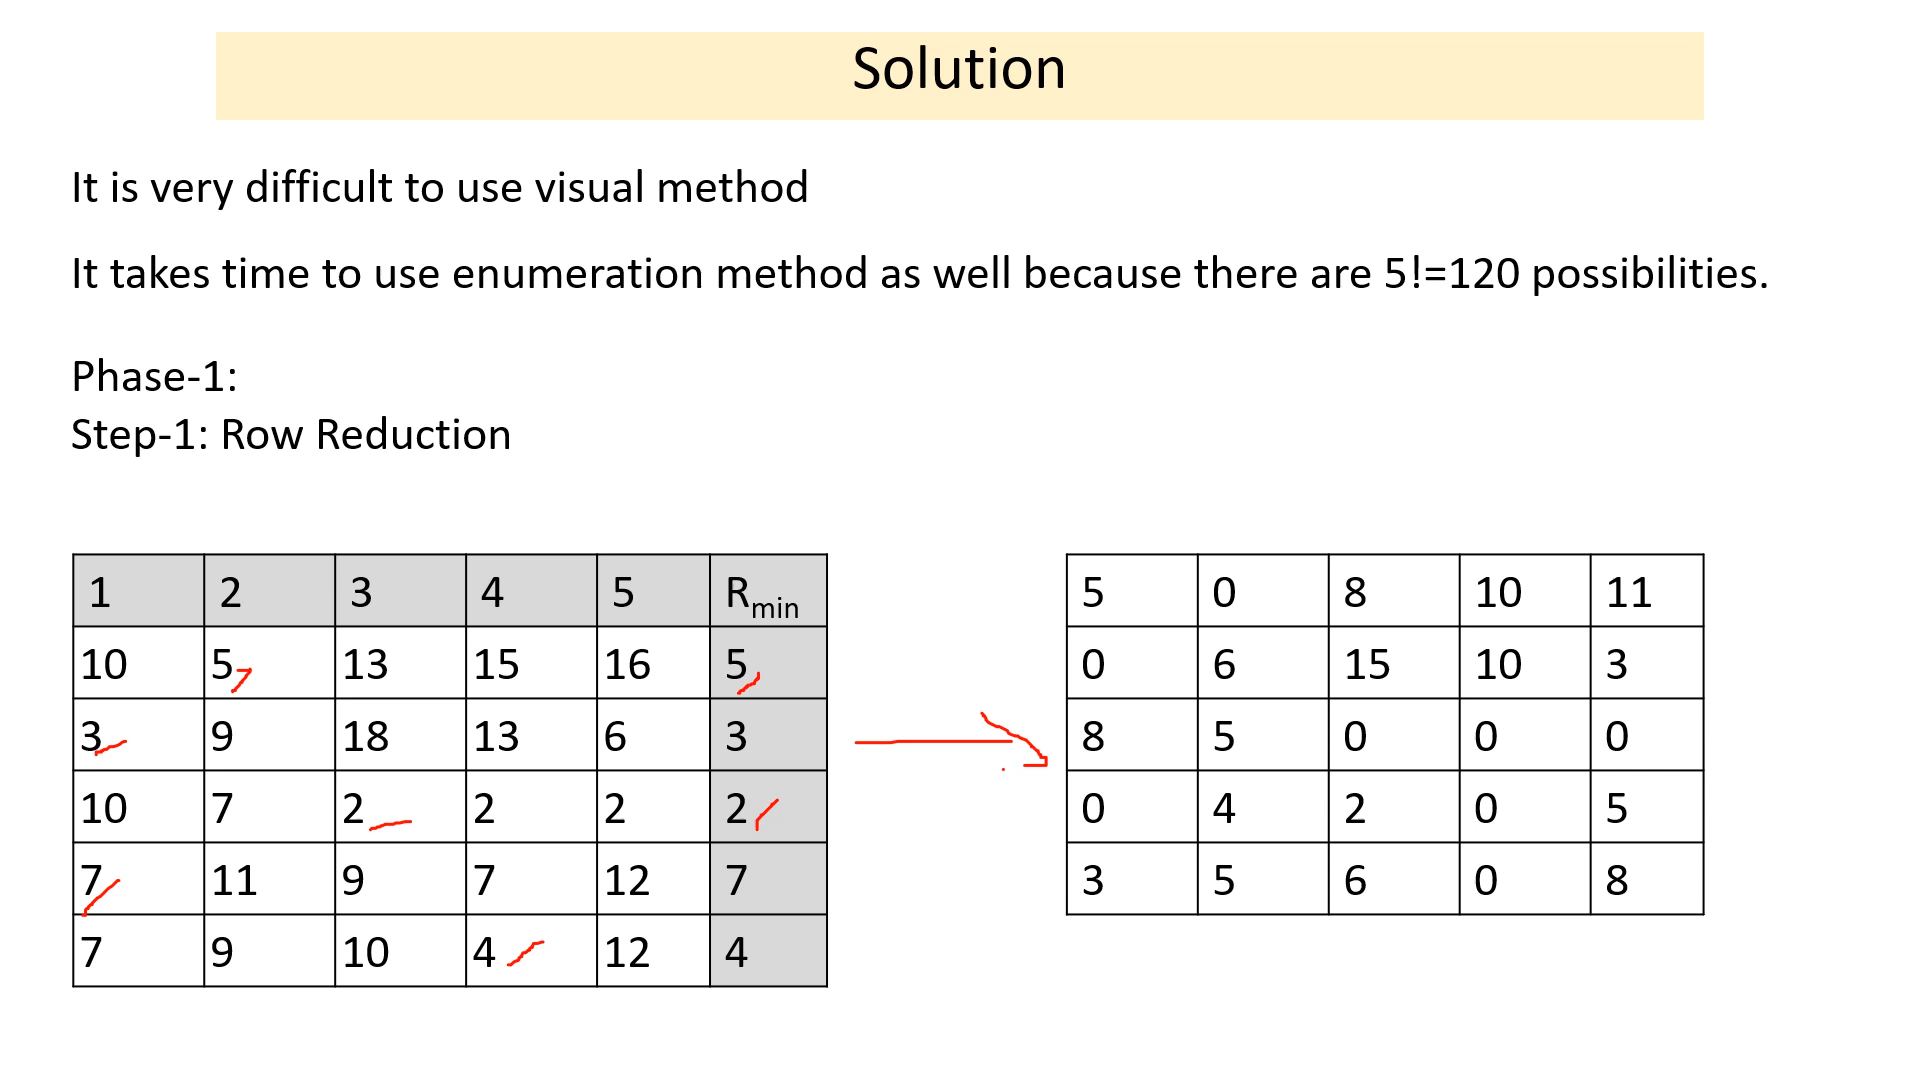 Solution
It is very difficult to use visual method
It takes time to use enumeration method as well because there are 5!=120 possibilities.
Phase-1:
Step-1: Row Reduction
1 2 3 4 5 Rmin
10 5 13 15 16 5
3 9 18 13 6 3
10 7 2 2 2 2
7 11 9 7 12 7
7 9 10 4 12 4
5 0 8 10 11
0 6 15 10 3
8 5 0 0 0
0 4 2 0 5
3 5 6 0 8